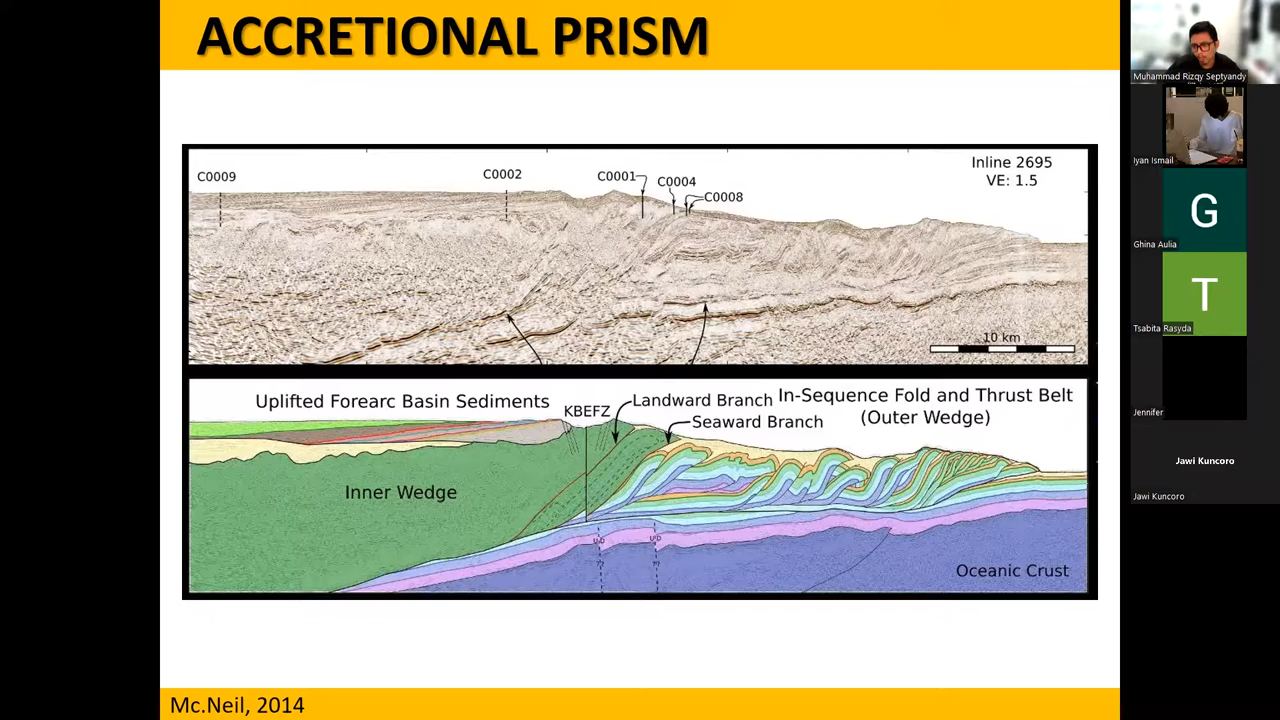 ACCRETIONAL PRISM
C0009
C0002
C0001
C0004
C0008
Inline 2695
VE: 1.5
10 km
Uplifted Forearc Basin Sediments
KBEFZ
Landward Branch
Seaward Branch
In-Sequence Fold and Thrust Belt
(Outer Wedge)
Inner Wedge
U D
U D
??
??
Oceanic Crust
Mc.Neil, 2014
Muhammad Rizqy Septyandy
Iyan Ismail
G
Ghina Aulia
T
Tsabita Rasyda
Jennifer
Jawi Kuncoro
Jawi Kuncoro